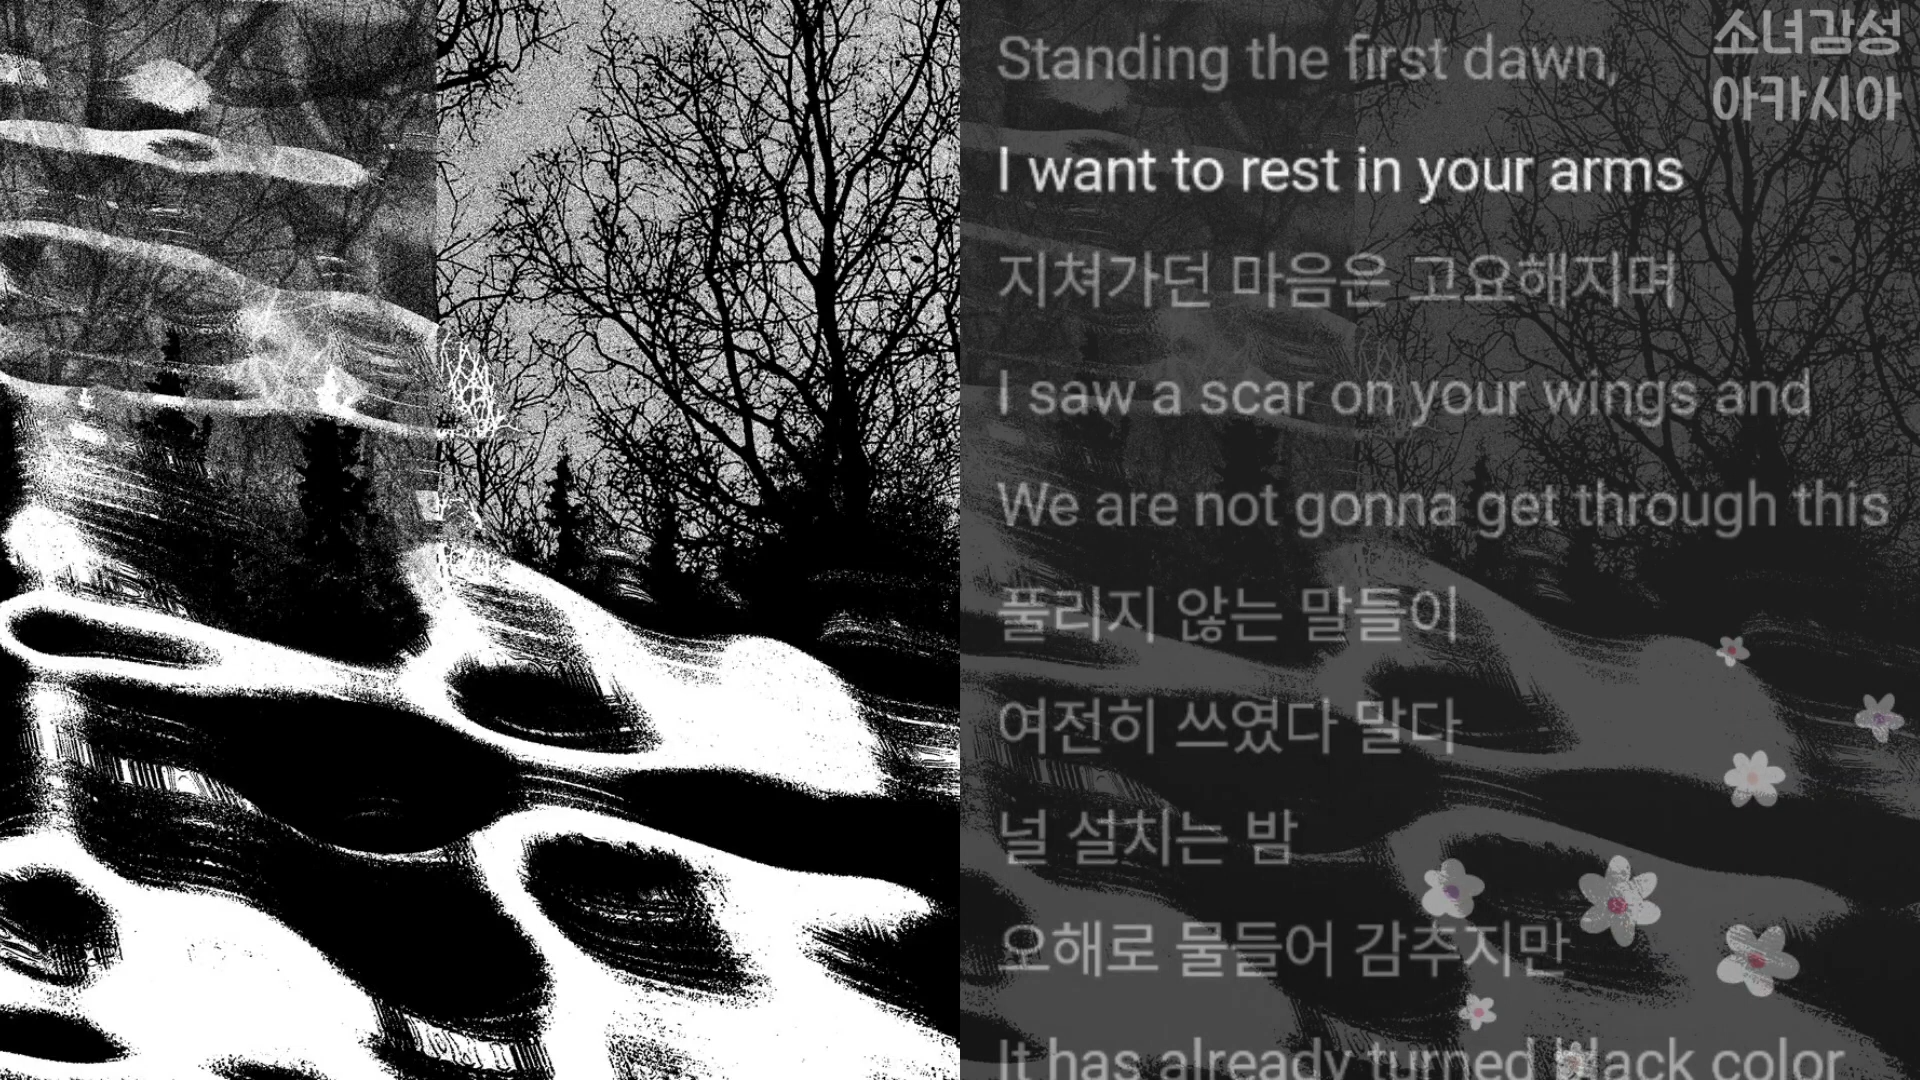 소녀감성
아카시아
Standing the first dawn,
I want to rest in your arms
지쳐가던 마음은 고요해지며
I saw a scar on your wings and
We are not gonna get through this
풀리지 않는 말들이
여전히 쓰였다 말다
널 설치는 밤
오해로 물들어 감추지만
It has already turned black color